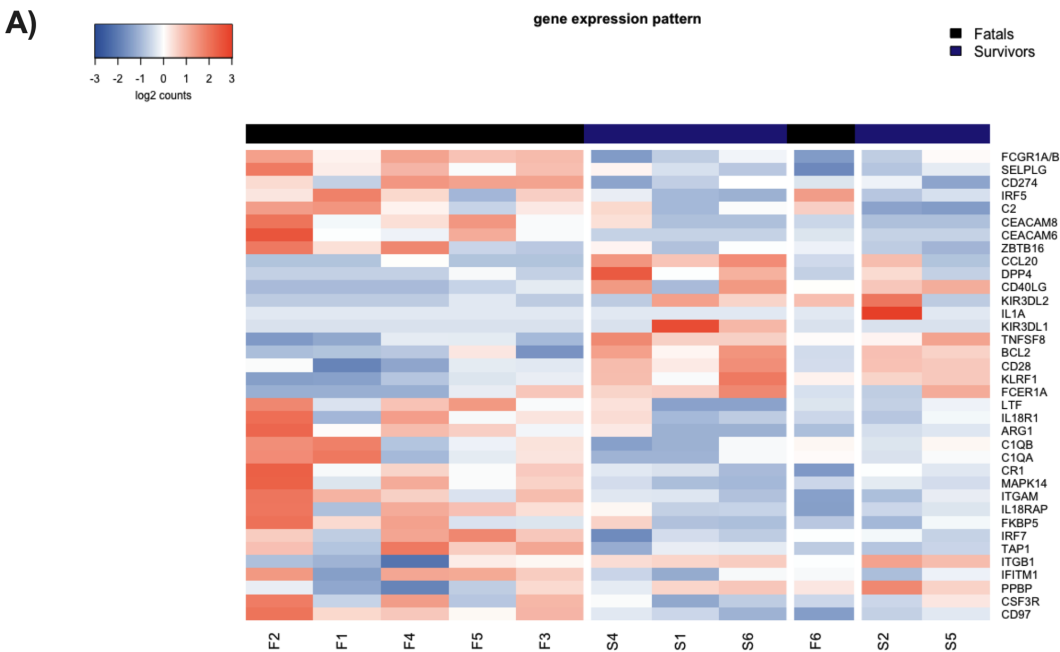 A)
gene expression pattern
Fatals
Survivors
-3 -2 -1 0 1 2 3
log2 counts
FCGR1A/B
SELPLG
CD274
IRF5
C2
CEACAM8
CEACAM6
ZBTB16
CCL20
DPP4
CD40LG
KIR3DL2
IL1A
KIR3DL1
TNFSF8
BCL2
CD28
KLRF1
FCER1A
LTF
IL18R1
ARG1
C1QB
C1QA
CR1
MAPK14
ITGAM
IL18RAP
FKBP5
IRF7
TAP1
ITGB1
IFITM1
PPBP
CSF3R
CD97
F2 F1 F4 F5 F3 S4 S1 S6 F6 S2 S5